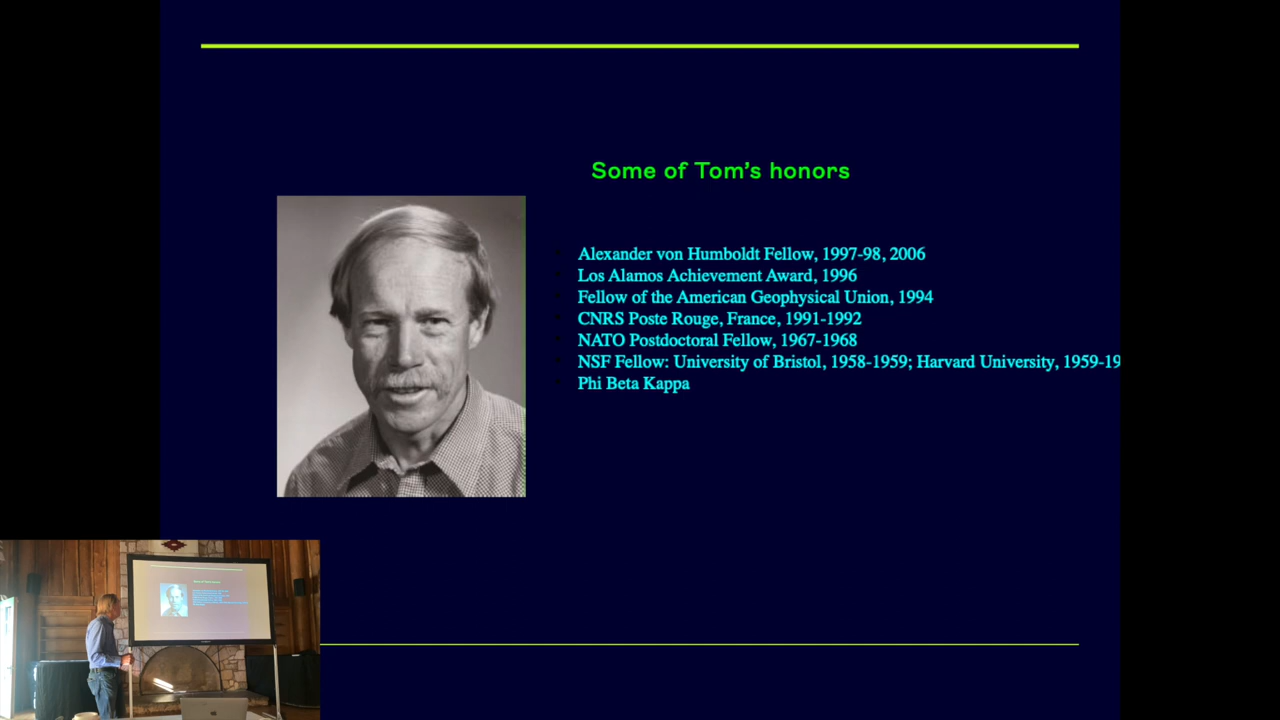 Some of Tom's honors
Alexander von Humboldt Fellow, 1997-98, 2006
Los Alamos Achievement Award, 1996
Fellow of the American Geophysical Union, 1994
CNRS Poste Rouge, France, 1991-1992
NATO Postdoctoral Fellow, 1967-1968
NSF Fellow: University of Bristol, 1958-1959; Harvard University, 1959-19
Phi Beta Kappa